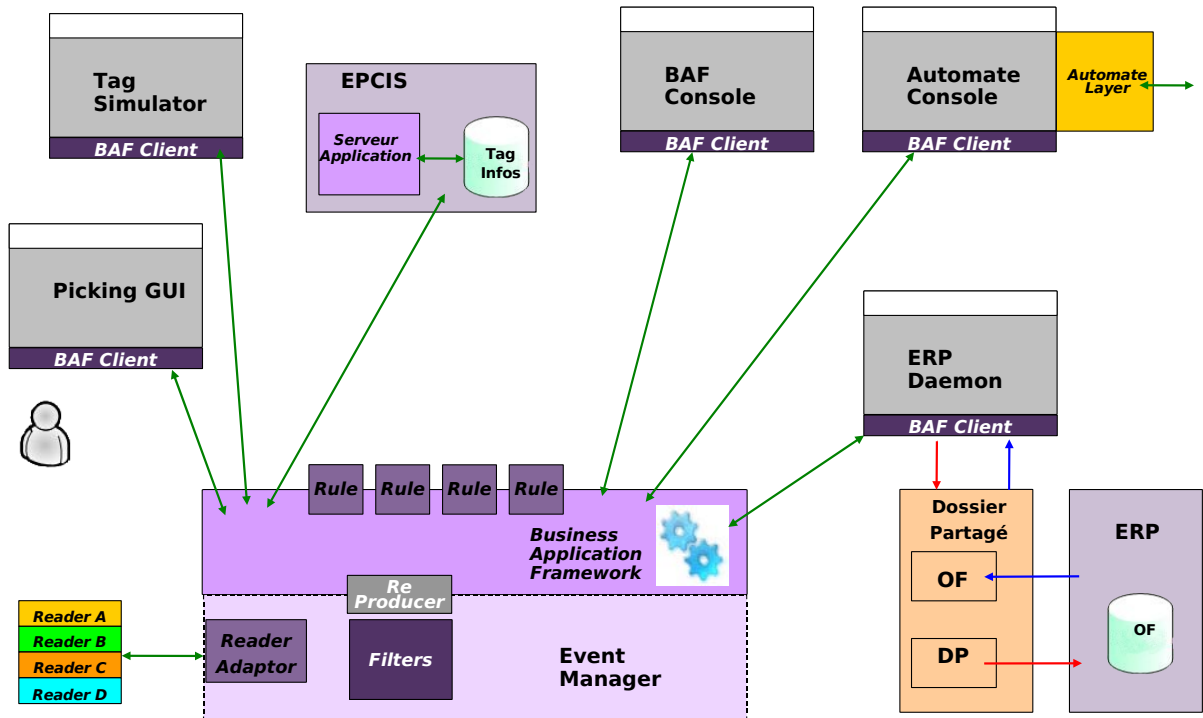 Tag
Simulator
BAF Client
EPCIS
Serveur
Application
Tag
Infos
BAF
Console
BAF Client
Automate
Console
BAF Client
Automate
Layer
Picking GUI
BAF Client
ERP
Daemon
BAF Client
Rule
Rule
Rule
Rule
Business
Application
Framework
Re
Producer
Reader A
Reader B
Reader C
Reader D
Reader
Adaptor
Filters
Event
Manager
Dossier
Partagé
OF
DP
ERP
OF